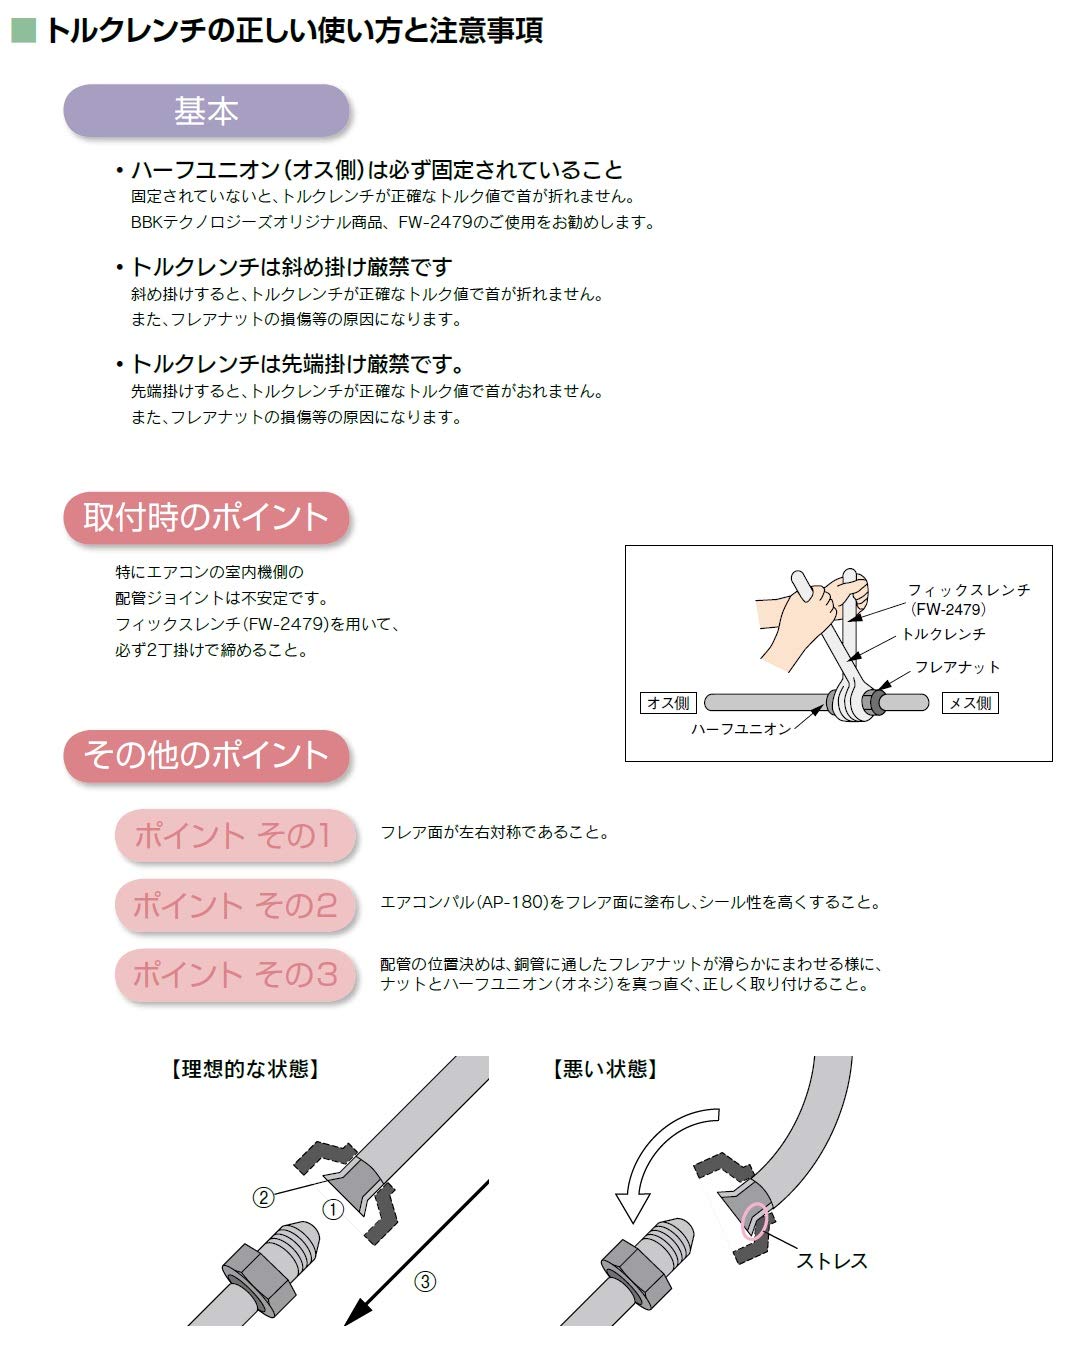 トルクレンチの正しい使い方と注意事項
基本
・ハーフユニオン(オス側)は必ず固定されていること
固定されていないと、トルクレンチが正確なトルク値で首が折れません。
BBKテクノロジーズオリジナル商品、FW-2479のご使用をお勧めします。
・トルクレンチは斜め掛け厳禁です
斜め掛けすると、トルクレンチが正確なトルク値で首が折れません。
また、フレアナットの損傷等の原因になります。
・トルクレンチは先端掛け厳禁です。
先端掛けすると、トルクレンチが正確なトルク値で首がおれません。
また、フレアナットの損傷等の原因になります。
取付時のポイント
特にエアコンの室内機側の
配管ジョイントは不安定です。
フィックスレンチ(FW-2479)を用いて、
必ず2丁掛けで締めること。
フィックスレンチ
(FW-2479)
トルクレンチ
フレアナット
オス側
メス側
ハーフユニオン
その他のポイント
ポイント その1
フレア面が左右対称であること。
ポイント その2
エアコンパル(AP-180)をフレア面に塗布し、シール性を高くすること。
ポイント その3
配管の位置決めは、銅管に通したフレアナットが滑らかにまわせる様に、
ナットとハーフユニオン(オネジ)を真っ直ぐ、正しく取り付けること。
【理想的な状態】
②
①
③
【悪い状態】
ストレス